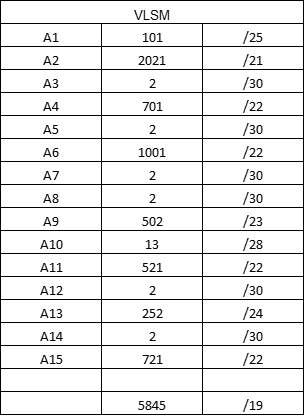 VLSM
A1 101 /25
A2 2021 /21
A3 2 /30
A4 701 /22
A5 2 /30
A6 1001 /22
A7 2 /30
A8 2 /30
A9 502 /23
A10 13 /28
A11 521 /22
A12 2 /30
A13 252 /24
A14 2 /30
A15 721 /22
5845 /19